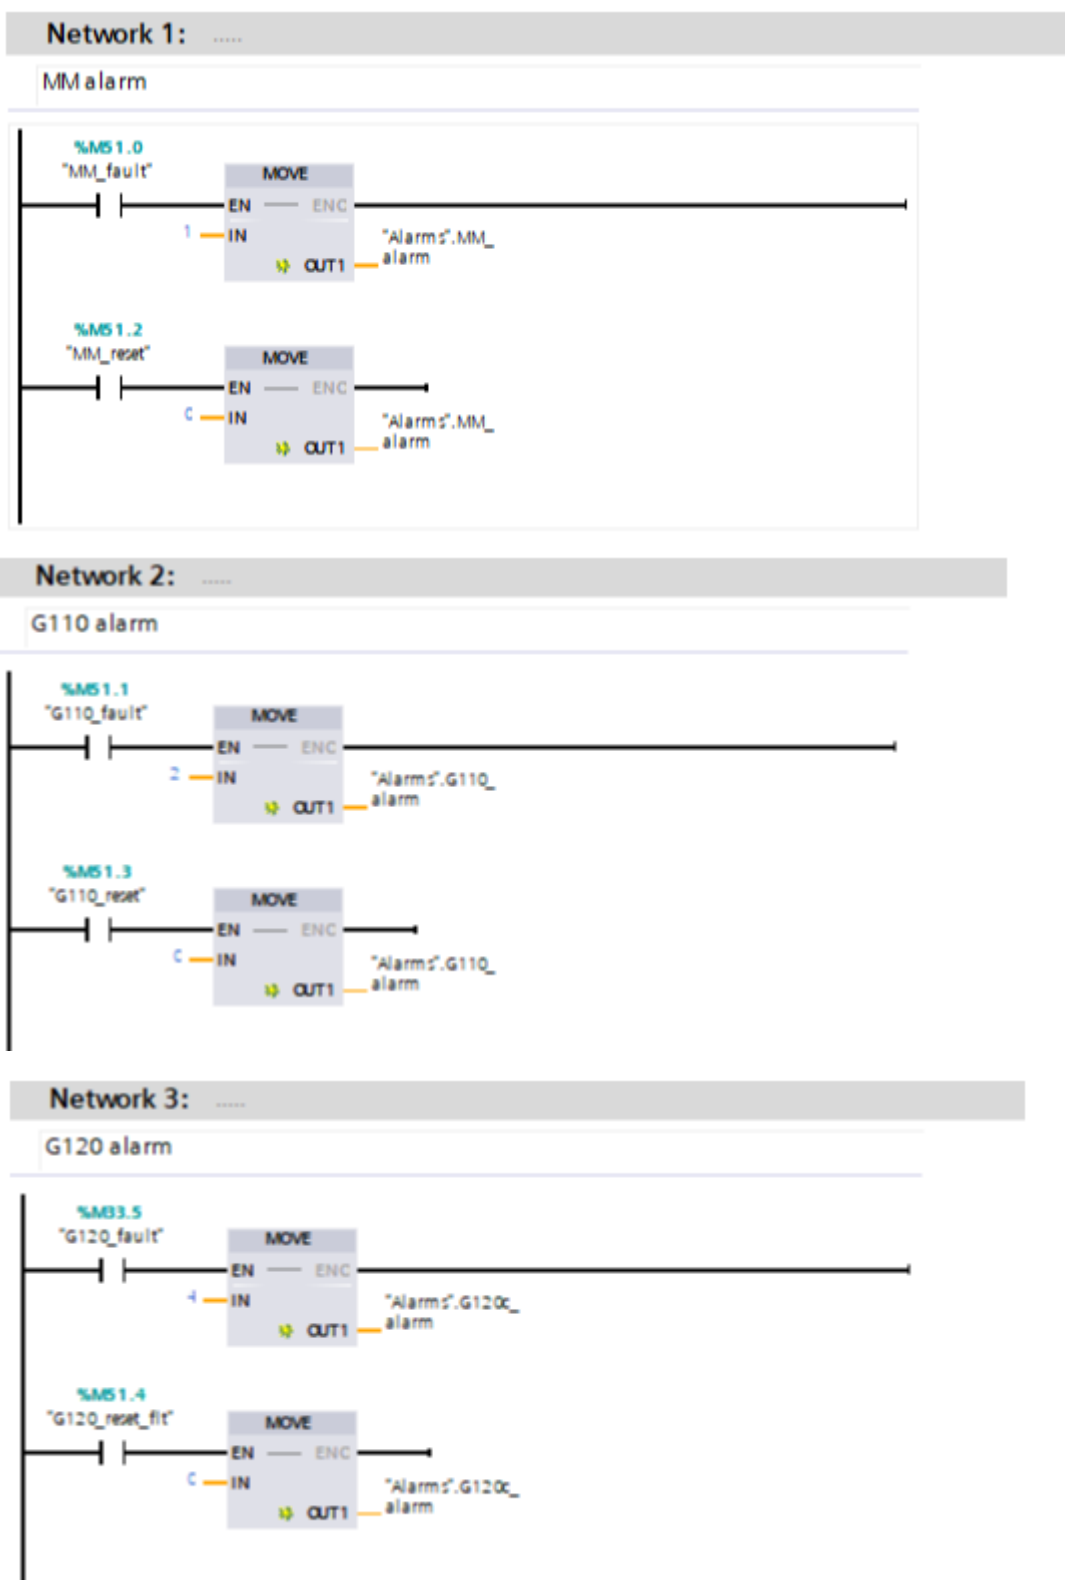 Network 1: .....
MM alarm
%M51.0
"MM_fault"
MOVE
EN ENO
1 IN
OUT1
"Alarms".MM_
alarm
%M51.2
"MM_reset"
MOVE
EN ENO
0 IN
OUT1
"Alarms".MM_
alarm
Network 2: .....
G110 alarm
%M51.1
"G110_fault"
MOVE
EN ENO
2 IN
OUT1
"Alarms".G110_
alarm
%M51.3
"G110_reset"
MOVE
EN ENO
0 IN
OUT1
"Alarms".G110_
alarm
Network 3: .....
G120 alarm
%M33.5
"G120_fault"
MOVE
EN ENO
4 IN
OUT1
"Alarms".G120c_
alarm
%M51.4
"G120_reset_flt"
MOVE
EN ENO
0 IN
OUT1
"Alarms".G120c_
alarm